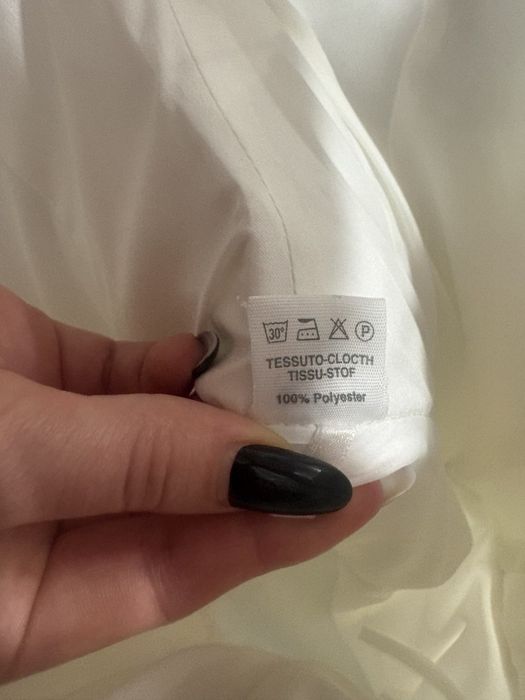 30°
P
TESSUTO-CLOCTH
TISSU-STOF
100% Polyester